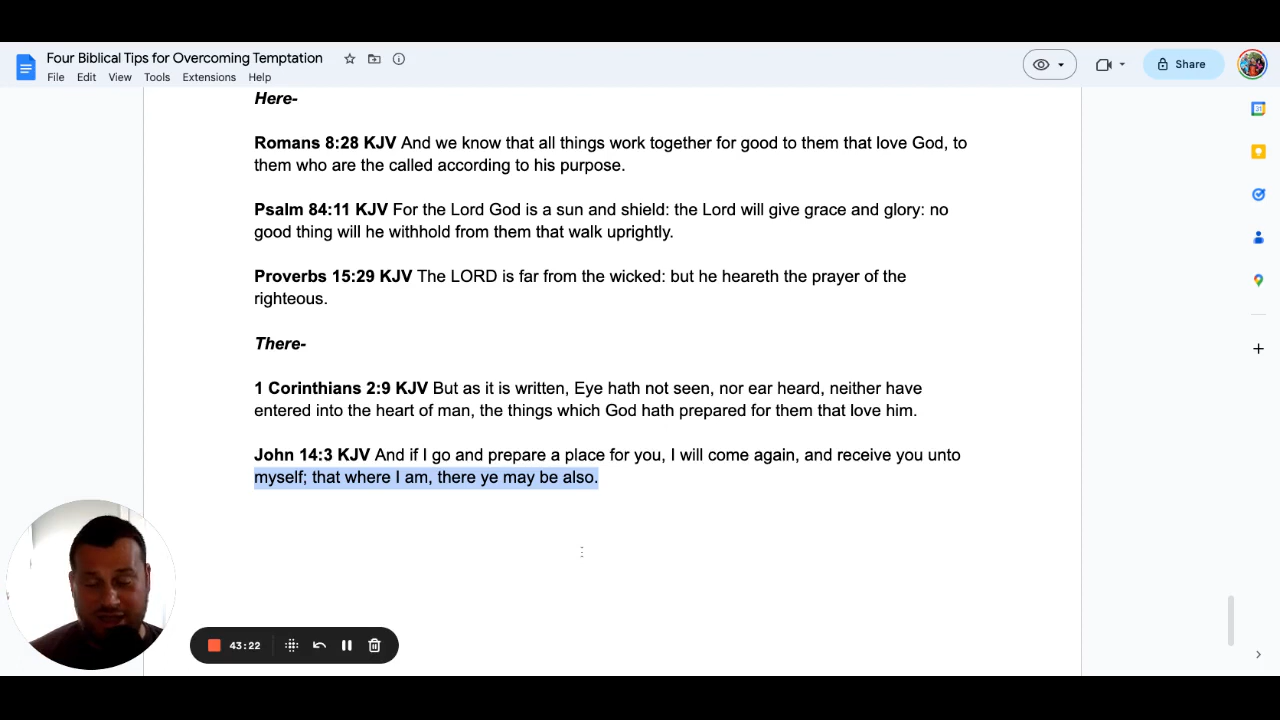 Four Biblical Tips for Overcoming Temptation
File Edit View Tools Extensions Help
Share
Here-
Romans 8:28 KJV And we know that all things work together for good to them that love God, to
them who are the called according to his purpose.
Psalm 84:11 KJV For the Lord God is a sun and shield: the Lord will give grace and glory: no
good thing will he withhold from them that walk uprightly.
Proverbs 15:29 KJV The LORD is far from the wicked: but he heareth the prayer of the
righteous.
There-
1 Corinthians 2:9 KJV But as it is written, Eye hath not seen, nor ear heard, neither have
entered into the heart of man, the things which God hath prepared for them that love him.
John 14:3 KJV And if I go and prepare a place for you, I will come again, and receive you unto
myself; that where I am, there ye may be also.
43:22